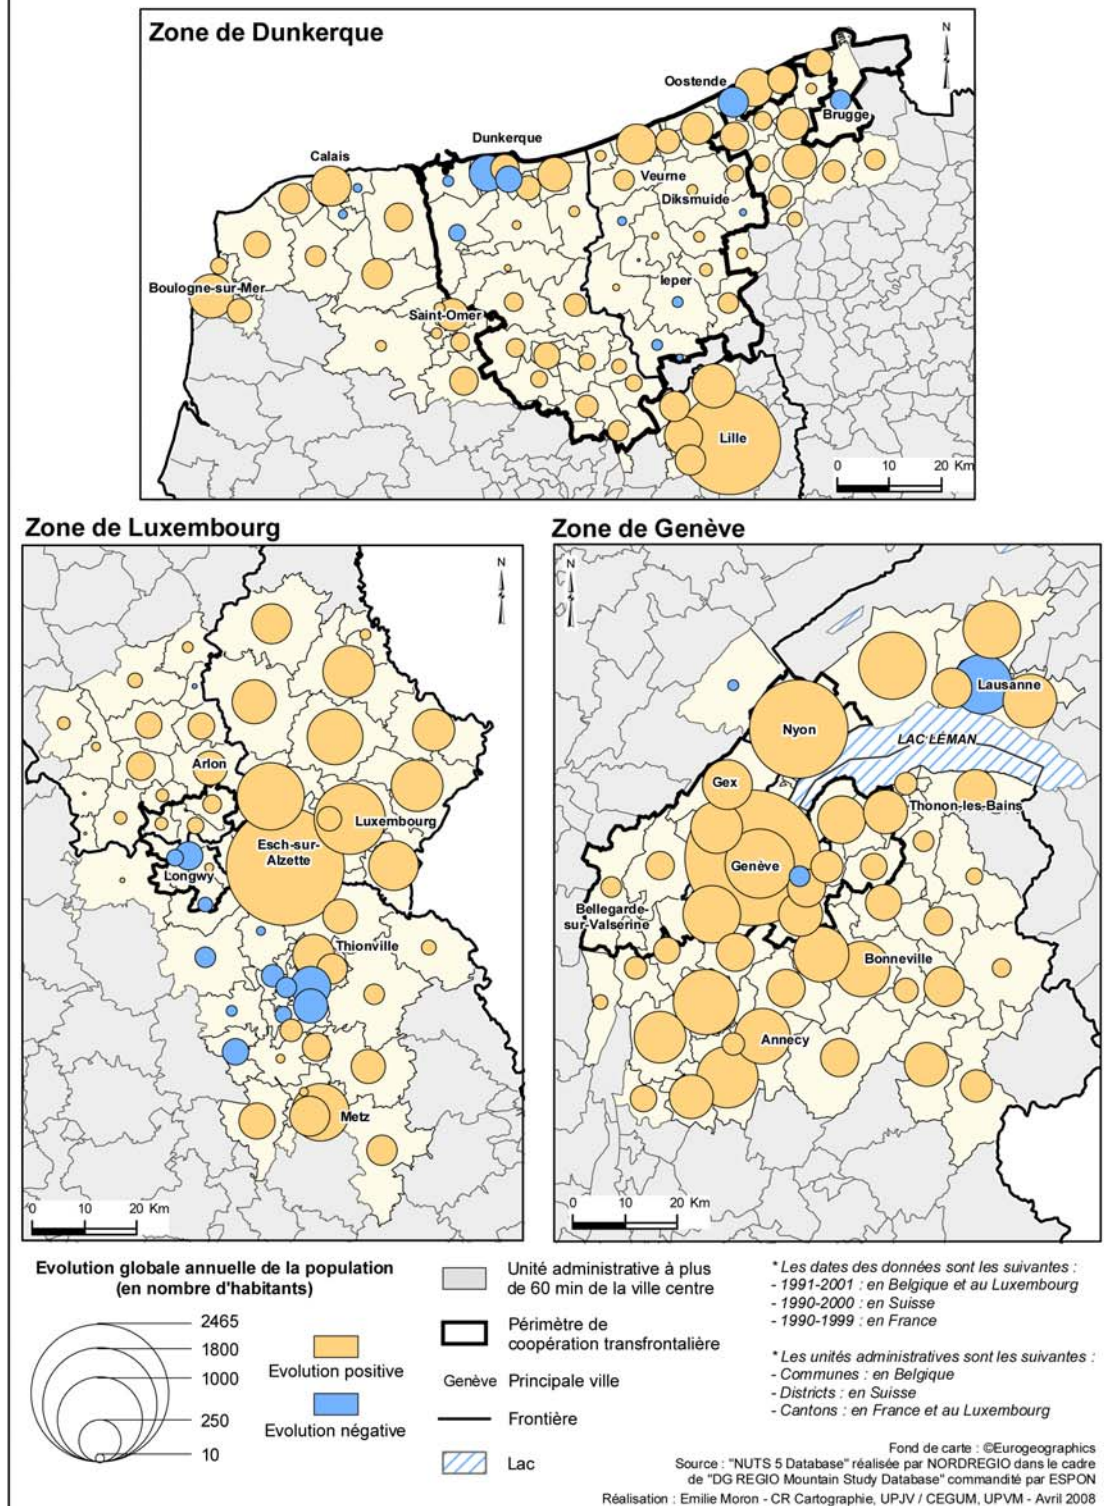 Zone de Dunkerque
N
Oostende
Brugge
Dunkerque
Calais
Veurne
Diksmuide
Ieper
Boulogne-sur-Mer
Saint-Omer
Lille
0 10 20 Km
Zone de Luxembourg
N
Arlon
Luxembourg
Esch-sur-
Alzette
Longwy
Thionville
Metz
0 10 20 Km
Zone de Genève
N
Lausanne
Nyon
LAC LÉMAN
Gex
Thonon-les-Bains
Genève
Bellegarde-
sur-Valserine
Bonneville
Annecy
0 10 20 Km
Evolution globale annuelle de la population
(en nombre d'habitants)
2465
1800
1000
250
10
Evolution positive
Evolution négative
Unité administrative à plus
de 60 min de la ville centre
Périmètre de
coopération transfrontalière
Genève Principale ville
Frontière
Lac
* Les dates des données sont les suivantes :
- 1991-2001 : en Belgique et au Luxembourg
- 1990-2000 : en Suisse
- 1990-1999 : en France
* Les unités administratives sont les suivantes :
- Communes : en Belgique
- Districts : en Suisse
- Cantons : en France et au Luxembourg
Fond de carte : ©Eurogeographics
Source : "NUTS 5 Database" réalisée par NORDREGIO dans le cadre
de "DG REGIO Mountain Study Database" commandité par ESPON
Réalisation : Emilie Moron - CR Cartographie, UPJV / CEGUM, UPVM - Avril 2008